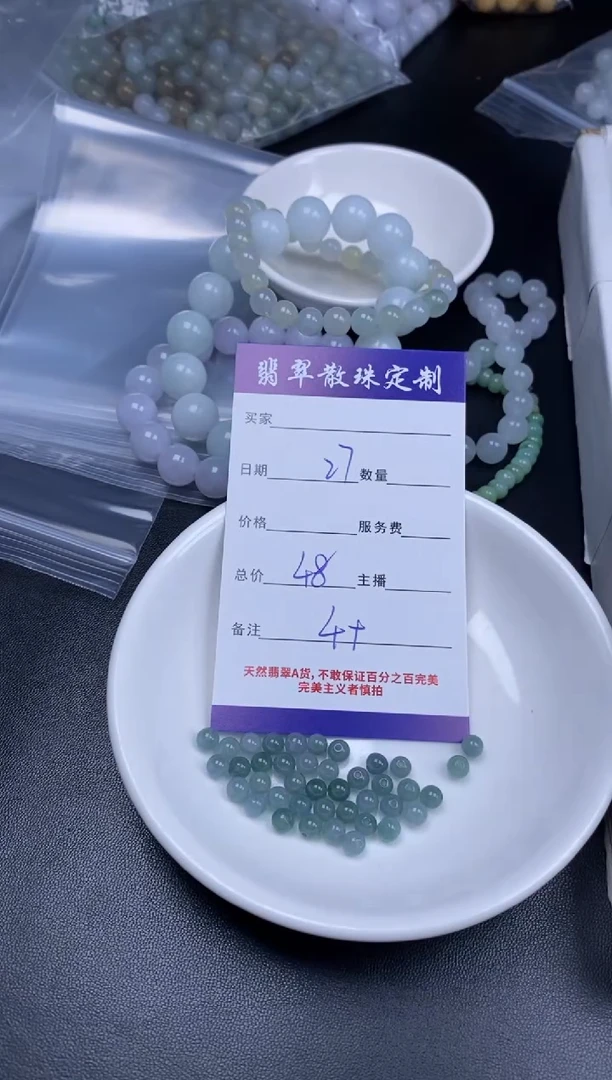 翡翠散珠定制
买家
日期 27 数量
价格 服务费
总价 48 主播
备注 4+
天然翡翠A货,不敢保证百分之百完美
完美主义者慎拍